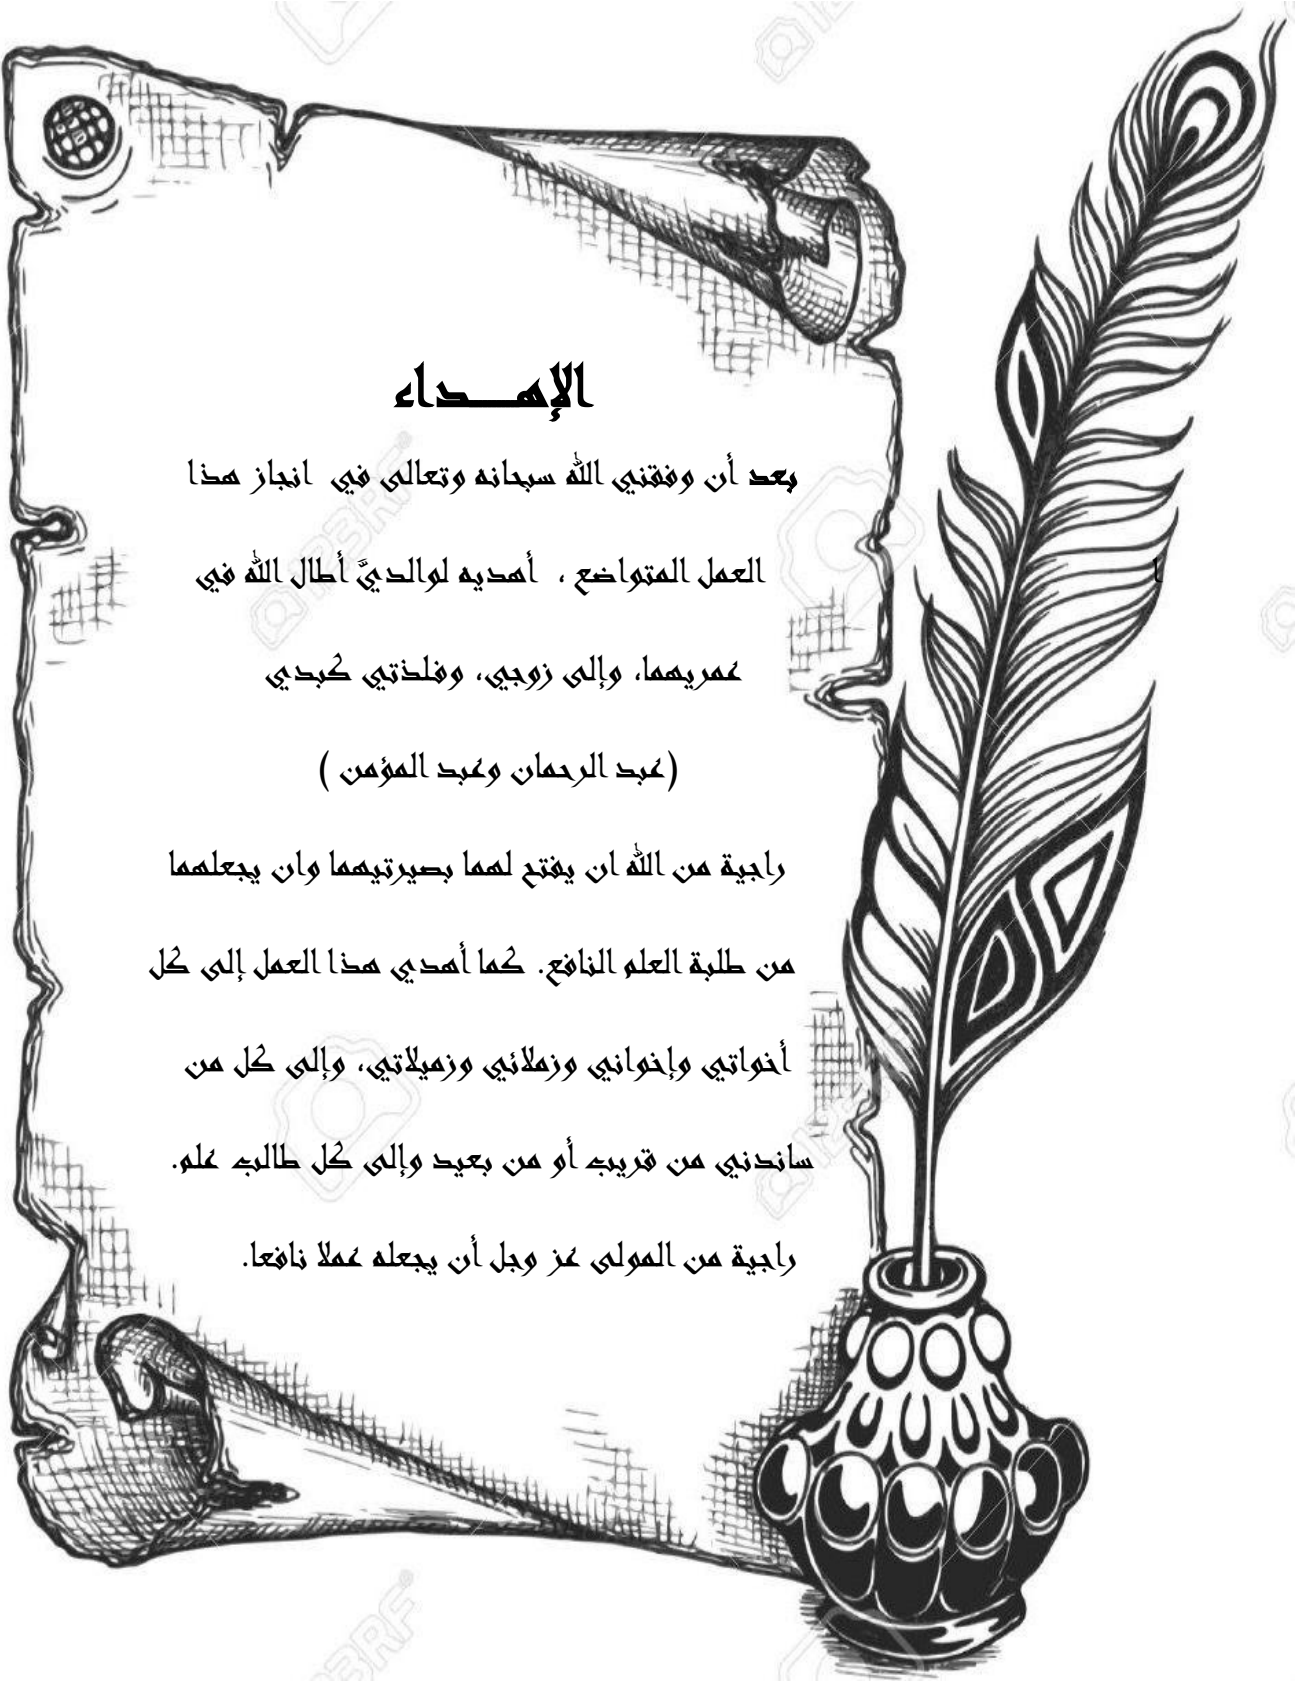 الإهــداء
بعد أن وفقني الله سبحانه وتعالى في انجاز هذا
العمل المتواضع ، أهديه لوالديَّ أطال الله في
عمريهما، وإلى زوجي، وفلذتي كبدي
(عبد الرحمان وعبد المؤمن )
راجية من الله ان يفتح لهما بصيرتيهما وان يجعلهما
من طلبة العلم النافع. كما أهدي هذا العمل إلى كل
أخواتي وإخواني وزملائي وزميلاتي، وإلى كل من
ساندني من قريب أو من بعيد وإلى كل طالب علم.
راجية من المولى عز وجل أن يجعله عملا نافعا.
ا
123RF
123RF
123RF